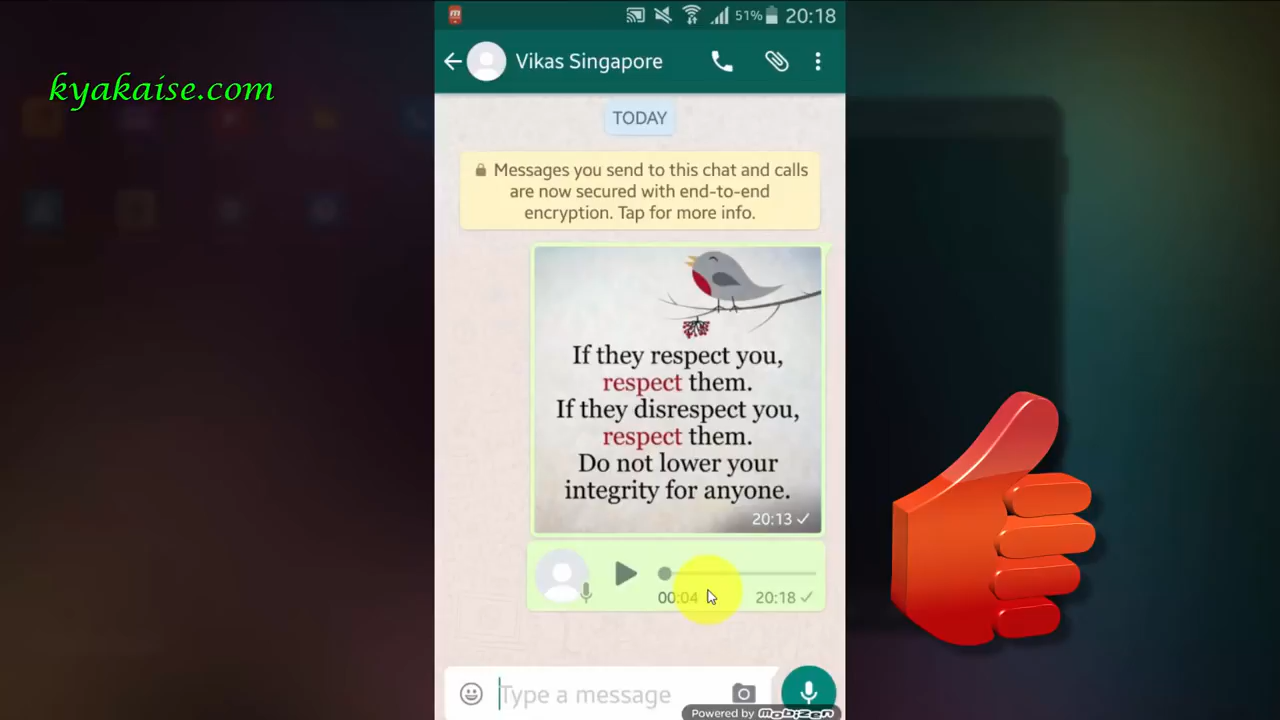 51% 20:18
Vikas Singapore
kyakaise.com
TODAY
Messages you send to this chat and calls
are now secured with end-to-end
encryption. Tap for more info.
If they respect you,
respect them.
If they disrespect you,
respect them.
Do not lower your
integrity for anyone.
20:13
00:04 20:18
Type a message
Powered by mobizen